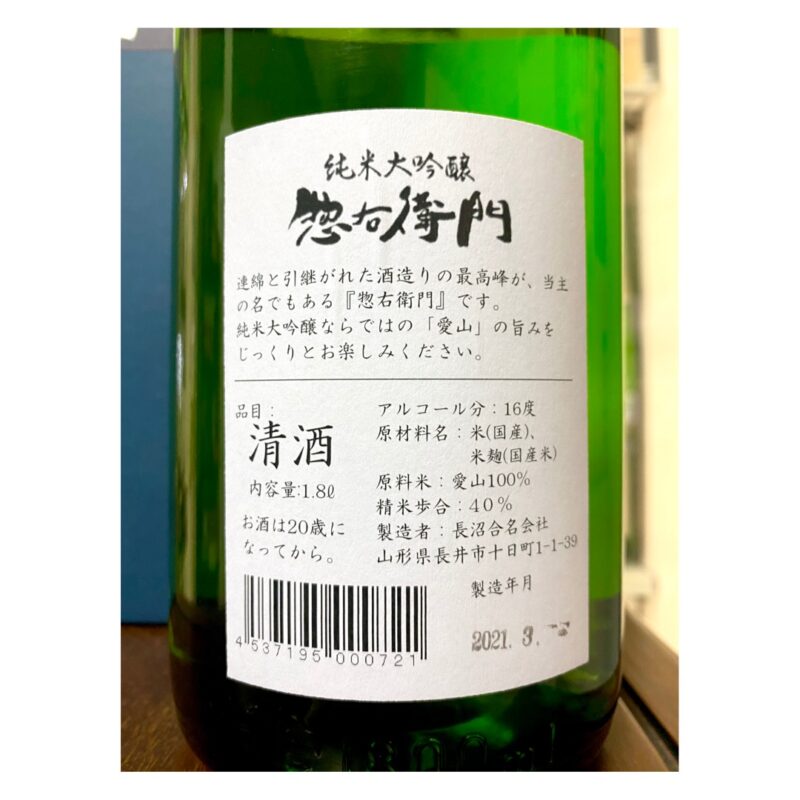 純米大吟醸
惣右衛門
連綿と引継がれた酒造りの最高峰が、当主
の名でもある『惣右衛門』です。
純米大吟醸ならではの「愛山」の旨みを
じっくりとお楽しみください。
品目：
清酒
内容量:1.8ℓ
お酒は20歳に
なってから。
アルコール分：16度
原材料名：米(国産)、
米麹(国産米)
原料米：愛山100%
精米歩合：40%
製造者：長沼合名会社
山形県長井市十日町1-1-39
製造年月
2021. 3.
4 537195 000721